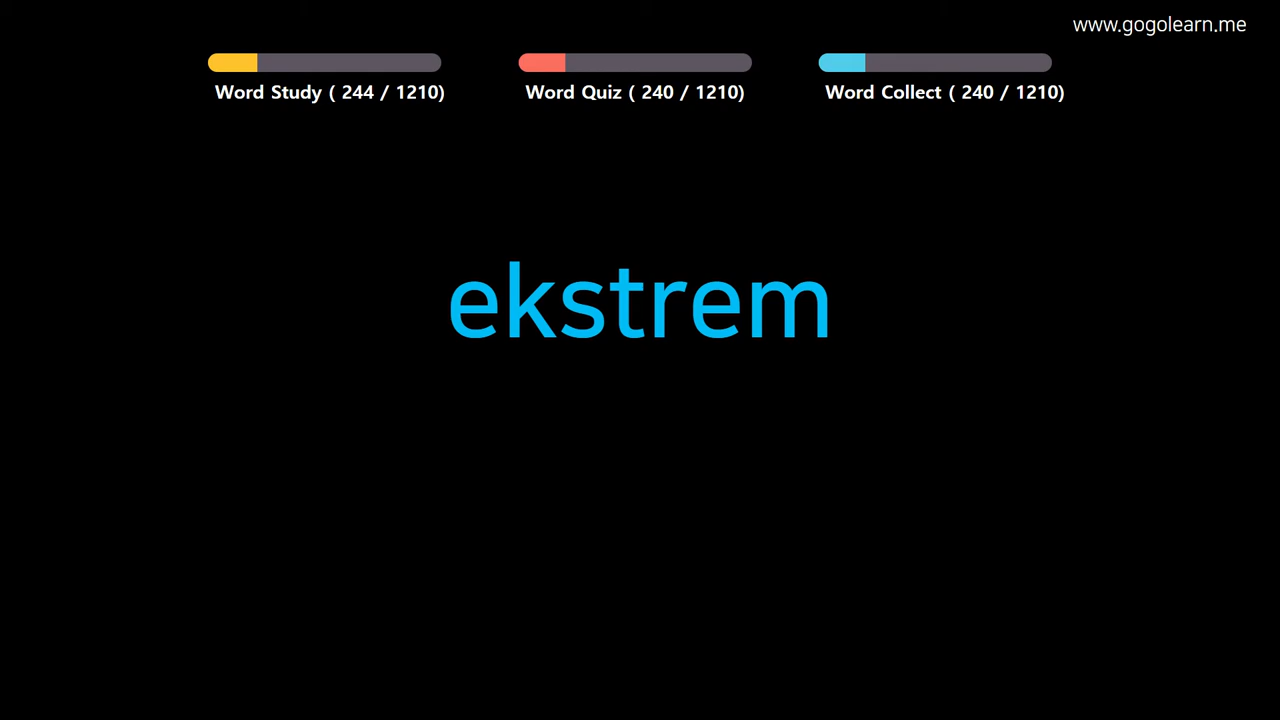 www.gogolearn.me
Word Study ( 244 / 1210)
Word Quiz ( 240 / 1210)
Word Collect ( 240 / 1210)
ekstrem